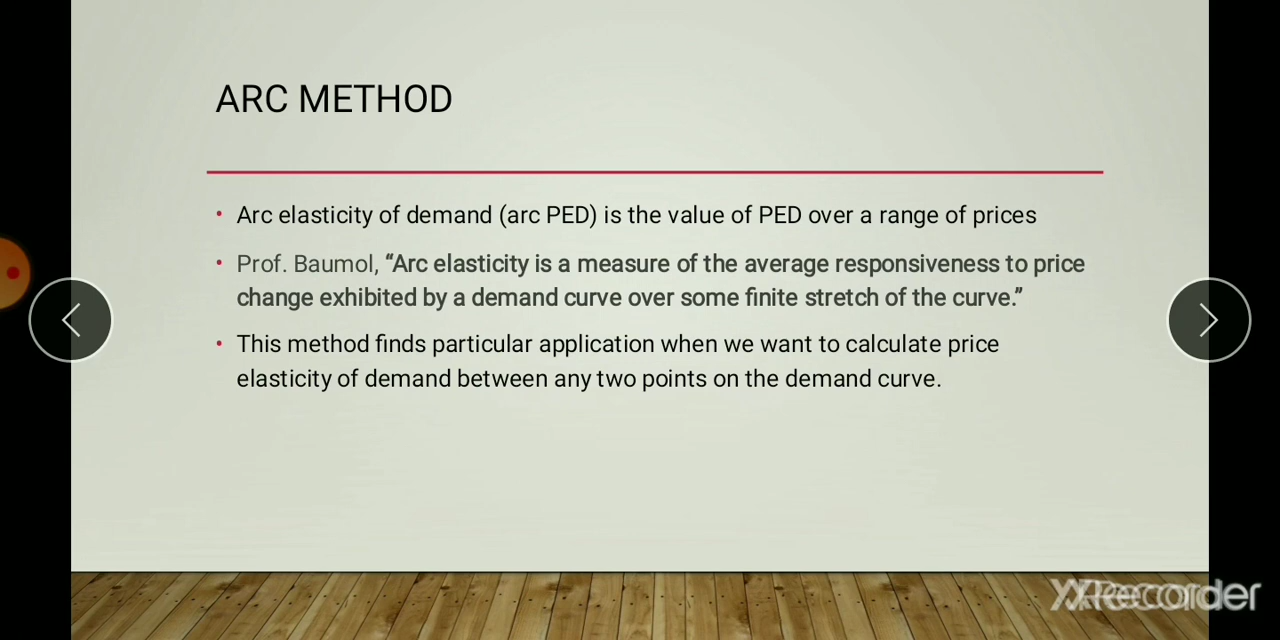 ARC METHOD
• Arc elasticity of demand (arc PED) is the value of PED over a range of prices
• Prof. Baumol, “Arc elasticity is a measure of the average responsiveness to price
change exhibited by a demand curve over some finite stretch of the curve.”
• This method finds particular application when we want to calculate price
elasticity of demand between any two points on the demand curve.
XRecorder